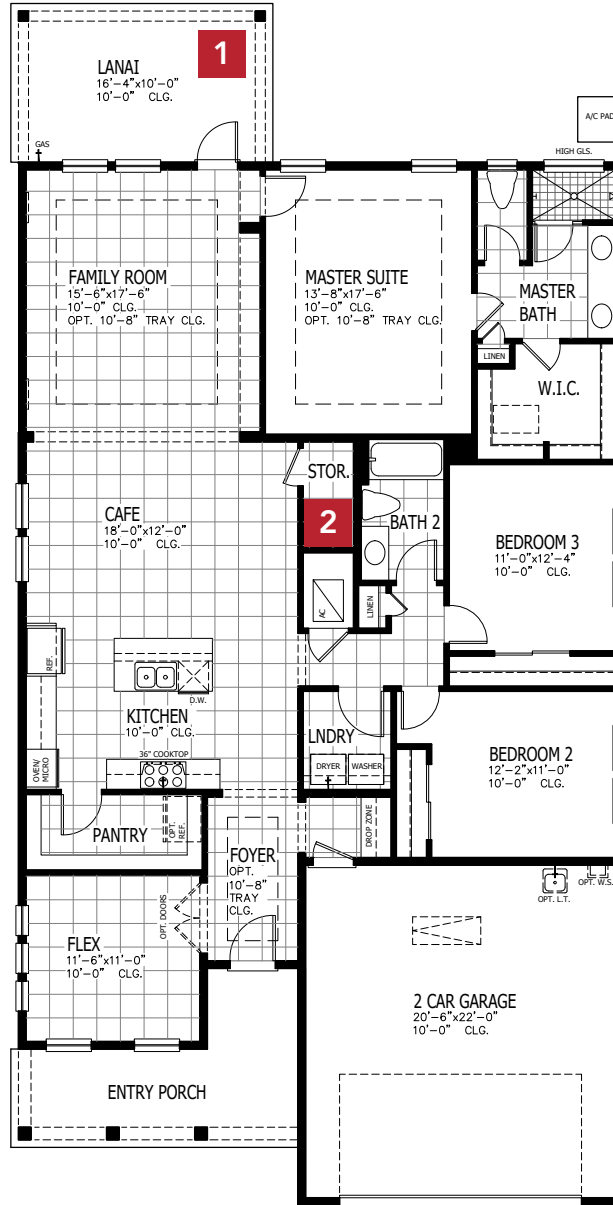 1
LANAI
16'-4"x10'-0"
10'-0" CLG.
A/C PAD
GAS
HIGH GLS.
FAMILY ROOM
15'-6"x17'-6"
10'-0" CLG.
OPT. 10'-8" TRAY CLG.
MASTER SUITE
13'-8"x17'-6"
10'-0" CLG.
OPT. 10'-8" TRAY CLG.
MASTER
BATH
LINEN
W.I.C.
STOR.
2
BATH 2
CAFE
18'-0"x12'-0"
10'-0" CLG.
BEDROOM 3
11'-0"x12'-4"
10'-0" CLG.
AC
LINEN
REF.
D.W.
KITCHEN
10'-0" CLG.
36" COOKTOP
OVEN/
MICRO
LNDRY
DRYER
WASHER
BEDROOM 2
12'-2"x11'-0"
10'-0" CLG.
PANTRY
OPT.
REF.
DROP ZONE
FOYER
OPT.
10'-8"
TRAY
CLG.
OPT. DOORS
OPT. L.T.
OPT. W.S.
FLEX
11'-6"x11'-0"
10'-0" CLG.
2 CAR GARAGE
20'-6"x22'-0"
10'-0" CLG.
ENTRY PORCH